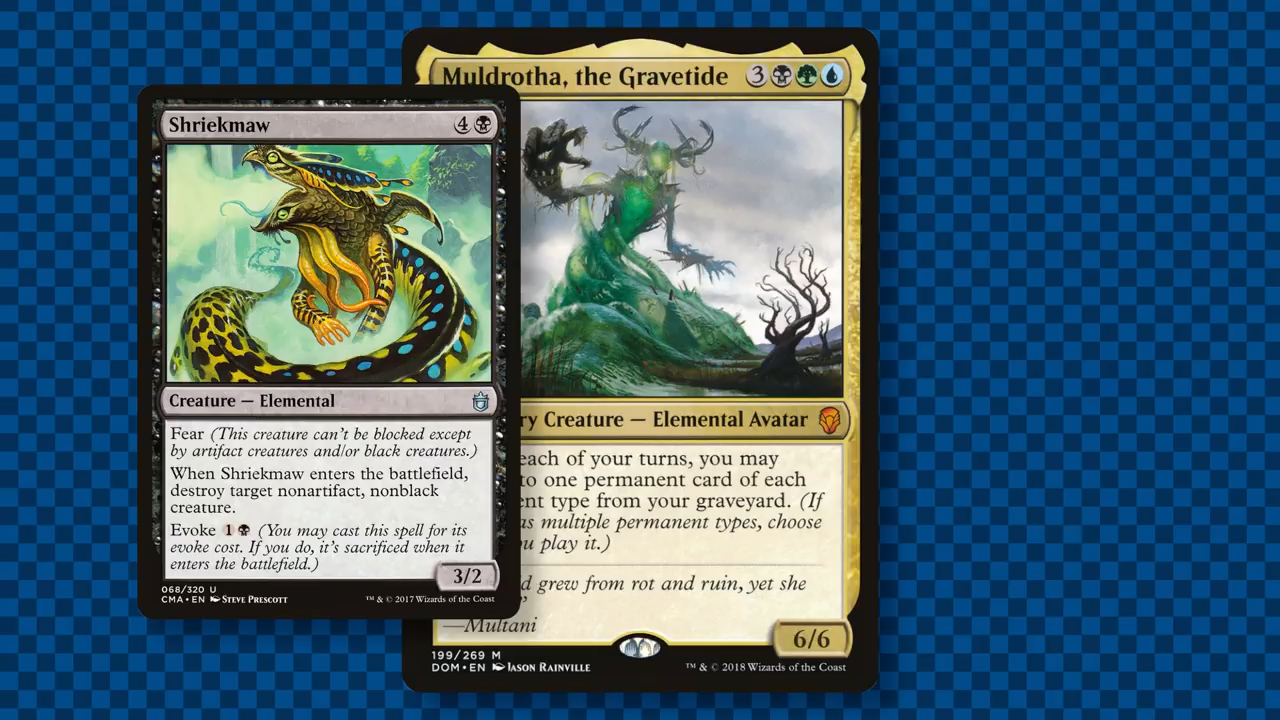 Shriekmaw 4
Creature — Elemental
Fear (This creature can't be blocked except
by artifact creatures and/or black creatures.)
When Shriekmaw enters the battlefield,
destroy target nonartifact, nonblack
creature.
Evoke 1 (You may cast this spell for its
evoke cost. If you do, it's sacrificed when it
enters the battlefield.)
3/2
068/320 U
CMA • EN Steve Prescott
™ & © 2017 Wizards of the Coast
Muldrotha, the Gravetide 3
Creature — Elemental Avatar
each of your turns, you may
one permanent card of each
type from your graveyard. (If
multiple permanent types, choose
play it.)
grew from rot and ruin, yet she
—Multani
6/6
199/269 M
DOM • EN Jason Rainville
™ & © 2018 Wizards of the Coast